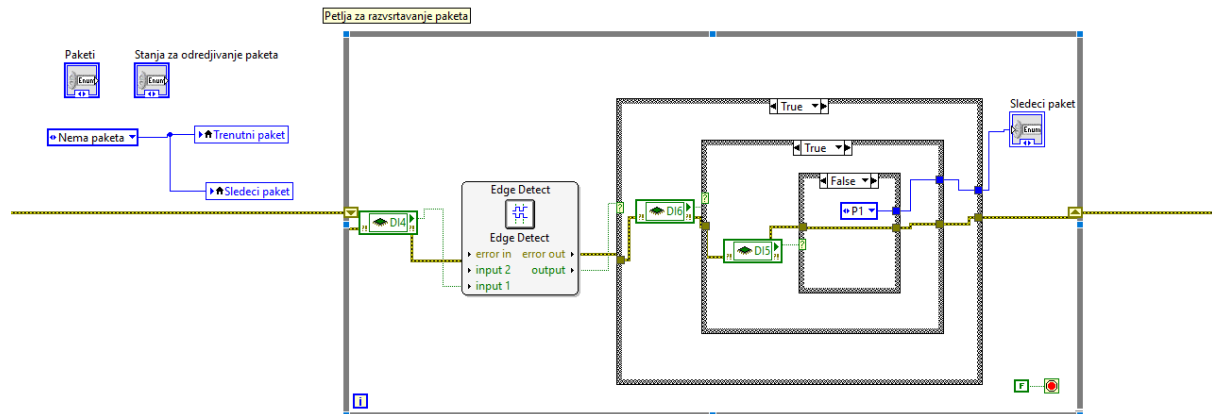 Petlja za razvsrtavanje paketa
Paketi
Stanja za odredjivanje paketa
Enum
Enum
Nema paketa
Trenutni paket
Sledeci paket
DI4
Edge Detect
Edge Detect
error in error out
input 2 output
input 1
True
DI6
True
DI5
False
P1
Sledeci paket
Enum
F
i